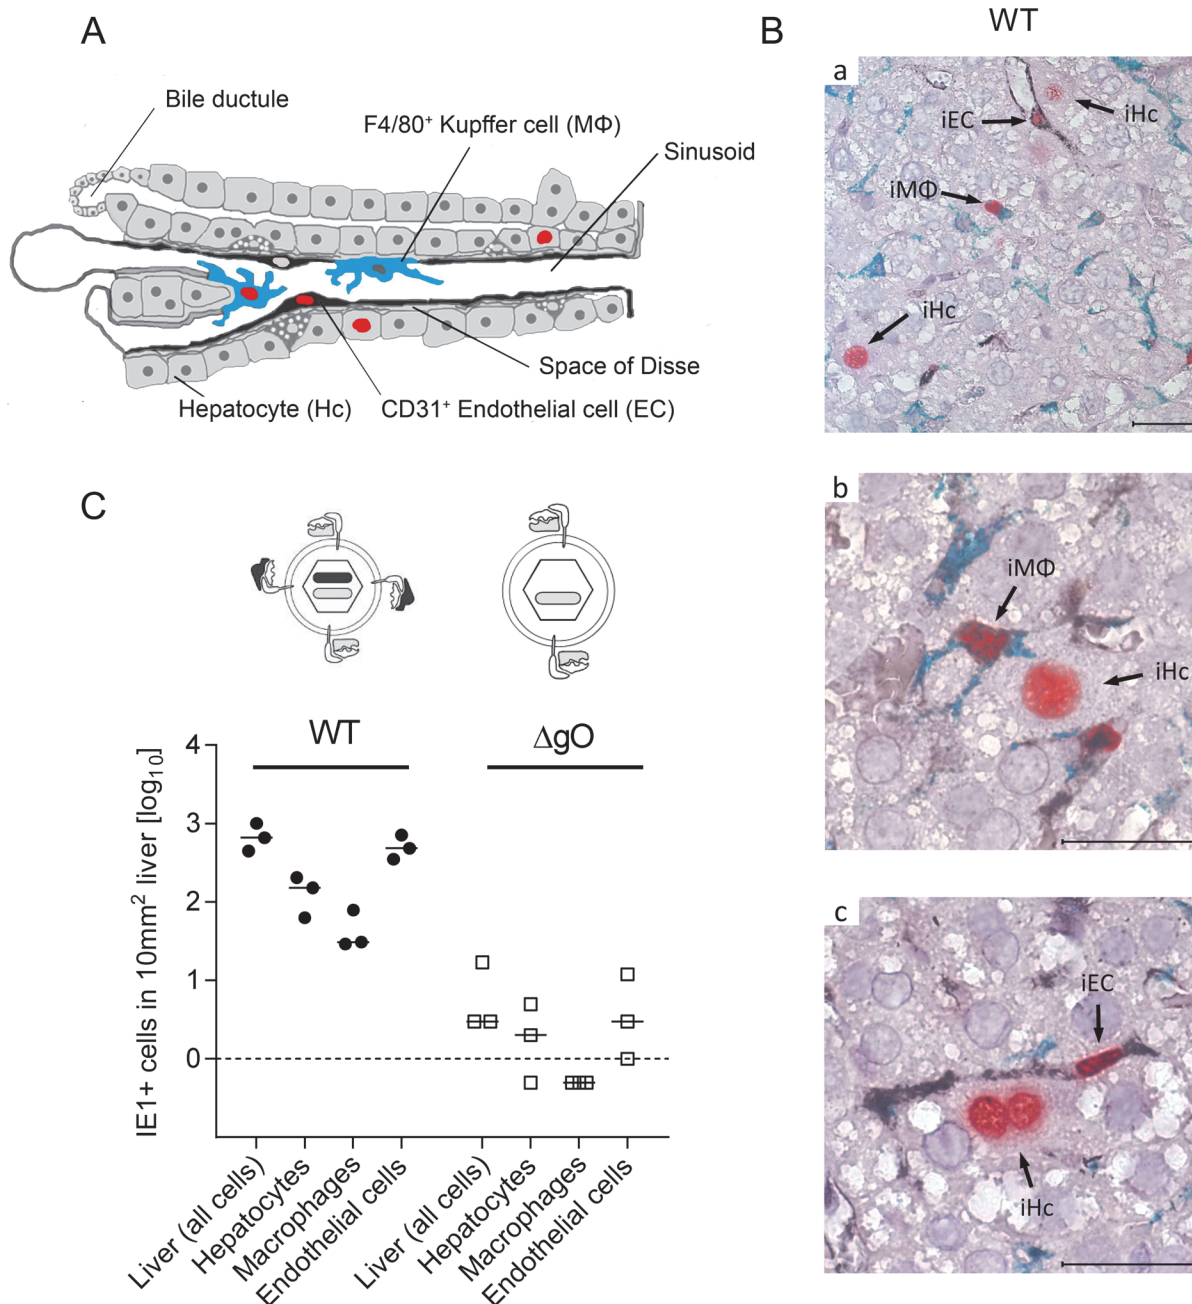 A
Bile ductule
F4/80⁺ Kupffer cell (MΦ)
Sinusoid
Space of Disse
Hepatocyte (Hc)
CD31⁺ Endothelial cell (EC)
B
WT
a
iEC
iHc
iMΦ
iHc
b
iMΦ
iHc
c
iEC
iHc
C
WT
ΔgO
IE1+ cells in 10mm² liver [log₁₀]
4
3
2
1
0
Liver (all cells)
Hepatocytes
Macrophages
Endothelial cells
Liver (all cells)
Hepatocytes
Macrophages
Endothelial cells